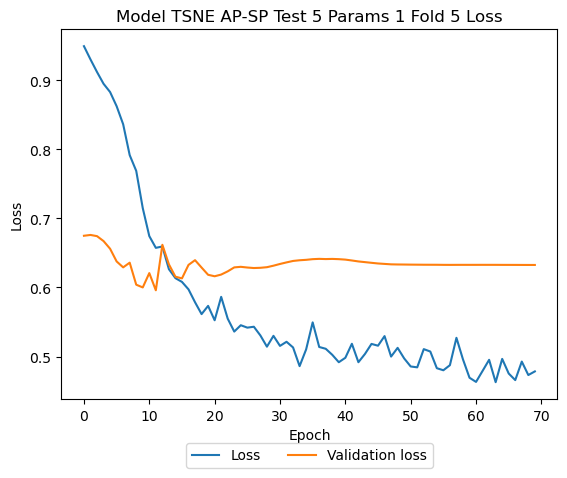 Model TSNE AP-SP Test 5 Params 1 Fold 5 Loss
0.9
0.8
0.7
0.6
0.5
Loss
0 10 20 30 40 50 60 70
Epoch
Loss Validation loss